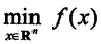 min f(x)
x∈Rⁿ